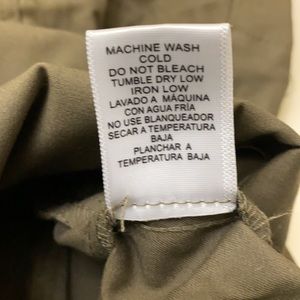 MACHINE WASH
COLD
DO NOT BLEACH
TUMBLE DRY LOW
IRON LOW
LAVADO A MÁQUINA
CON AGUA FRÍA
NO USE BLANQUEADOR
SECAR A TEMPERATURA
BAJA
PLANCHAR A
TEMPERATURA BAJA